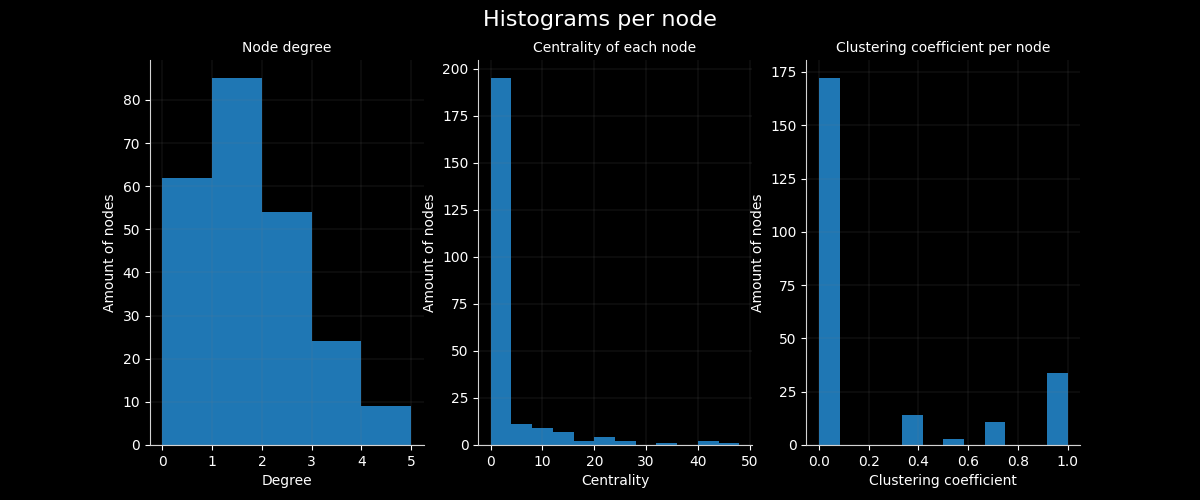 Histograms per node
Node degree
Amount of nodes
80
70
60
50
40
30
20
10
0
0 1 2 3 4 5
Degree
Centrality of each node
Amount of nodes
200
175
150
125
100
75
50
25
0
0 10 20 30 40 50
Centrality
Clustering coefficient per node
Amount of nodes
175
150
125
100
75
50
25
0
0.0 0.2 0.4 0.6 0.8 1.0
Clustering coefficient